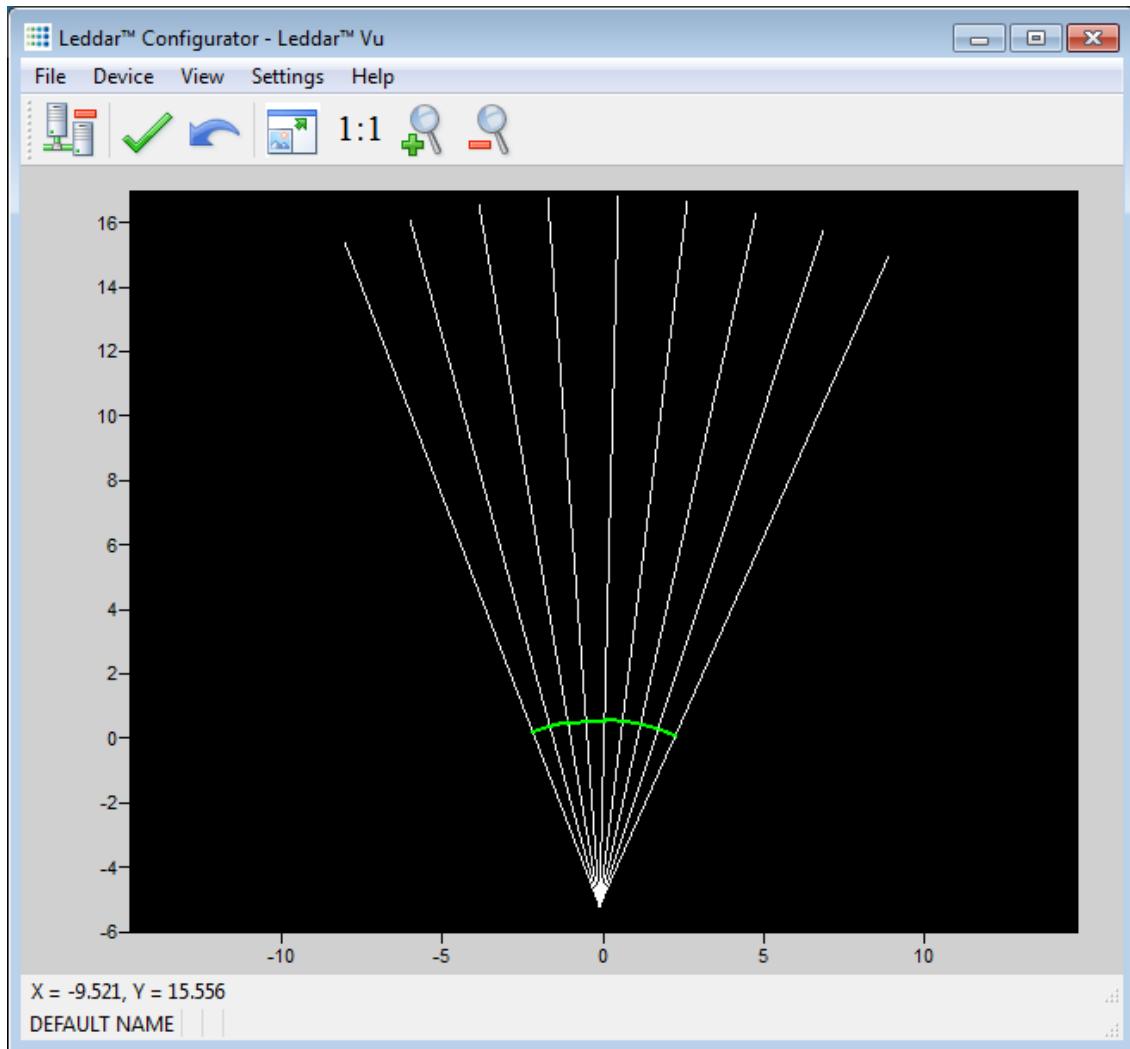 Leddar™ Configurator - Leddar™ Vu
File Device View Settings Help
1:1
16
14
12
10
8
6
4
2
0
-2
-4
-6
-10 -5 0 5 10
X = -9.521, Y = 15.556
DEFAULT NAME